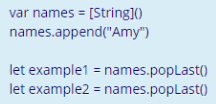 var names = [String]()
names.append("Amy")
let example1 = names.popLast()
let example2 = names.popLast()